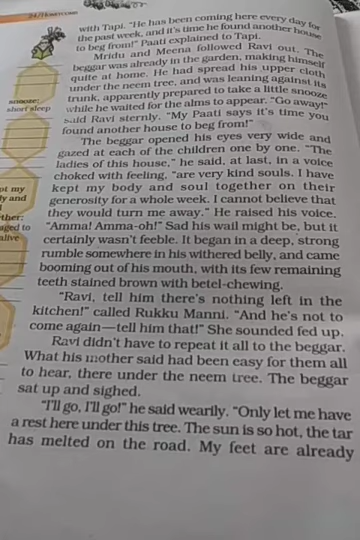 24/HONEYCOMB
with Tapi. "He has been coming here every day for
the past week, and it's time he found another house
to beg from!" Paati explained to Tapi.
Mridu and Meena followed Ravi out. The
beggar was already in the garden, making himself
quite at home. He had spread his upper cloth
under the neem tree, and was leaning against its
trunk, apparently prepared to take a little snooze
while he waited for the alms to appear. "Go away!"
said Ravi sternly. "My Paati says it's time you
found another house to beg from!"
The beggar opened his eyes very wide and
gazed at each of the children one by one. "The
ladies of this house," he said, at last, in a voice
choked with feeling, "are very kind souls. I have
kept my body and soul together on their
generosity for a whole week. I cannot believe that
they would turn me away." He raised his voice.
"Amma! Amma-oh!" Sad his wail might be, but it
certainly wasn't feeble. It began in a deep, strong
rumble somewhere in his withered belly, and came
booming out of his mouth, with its few remaining
teeth stained brown with betel-chewing.
"Ravi, tell him there's nothing left in the
kitchen!" called Rukku Manni. "And he's not to
come again—tell him that!" She sounded fed up.
Ravi didn't have to repeat it all to the beggar.
What his mother said had been easy for them all
to hear, there under the neem tree. The beggar
sat up and sighed.
"I'll go, I'll go!" he said wearily. "Only let me have
a rest here under this tree. The sun is so hot, the tar
has melted on the road. My feet are already
snooze:
short sleep
ot my
ly and
ther:
aged to
alive